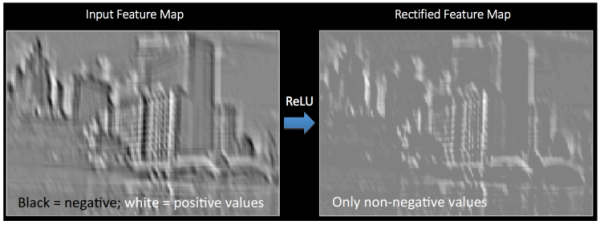 Input Feature Map
Rectified Feature Map
ReLU
Black = negative; white = positive values
Only non-negative values